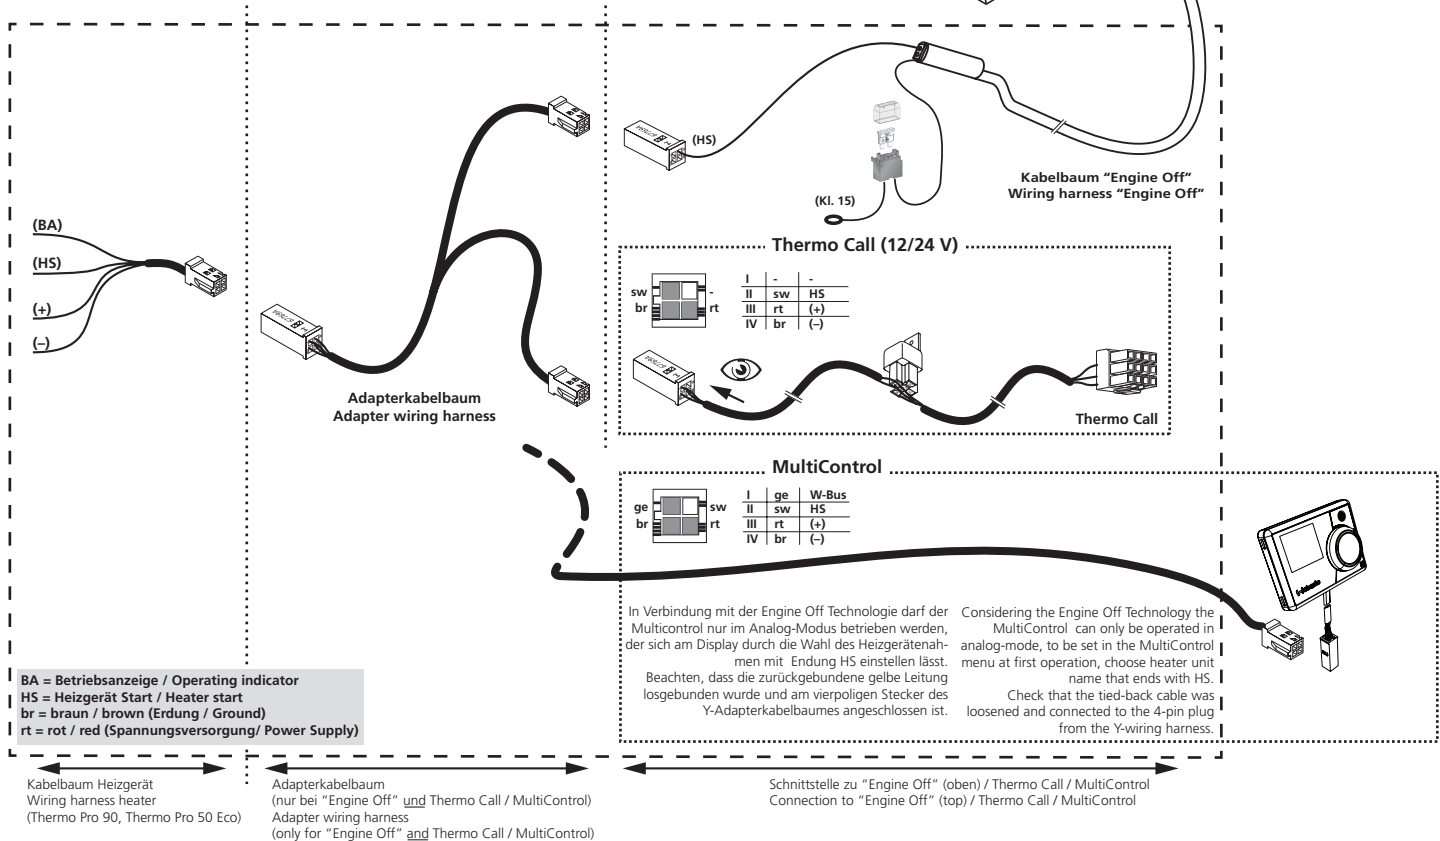 (HS)
Kabelbaum “Engine Off”
Wiring harness “Engine Off”
(Kl. 15)
(BA)
(HS)
(+)
(–)
Adapterkabelbaum
Adapter wiring harness
Thermo Call (12/24 V)
sw -
br rt
I - -
II sw HS
III rt (+)
IV br (–)
Thermo Call
MultiControl
ge sw
br rt
I ge W-Bus
II sw HS
III rt (+)
IV br (–)
In Verbindung mit der Engine Off Technologie darf der
Multicontrol nur im Analog-Modus betrieben werden,
der sich am Display durch die Wahl des Heizgerätenah-
men mit Endung HS einstellen lässt.
Beachten, dass die zurückgebundene gelbe Leitung
losgebunden wurde und am vierpoligen Stecker des
Y-Adapterkabelbaumes angeschlossen ist.
Considering the Engine Off Technology the
MultiControl can only be operated in
analog-mode, to be set in the MultiControl
menu at first operation, choose heater unit
name that ends with HS.
Check that the tied-back cable was
loosened and connected to the 4-pin plug
from the Y-wiring harness.
BA = Betriebsanzeige / Operating indicator
HS = Heizgerät Start / Heater start
br = braun / brown (Erdung / Ground)
rt = rot / red (Spannungsversorgung/ Power Supply)
Kabelbaum Heizgerät
Wiring harness heater
(Thermo Pro 90, Thermo Pro 50 Eco)
Adapterkabelbaum
(nur bei “Engine Off” und Thermo Call / MultiControl)
Adapter wiring harness
(only for “Engine Off” and Thermo Call / MultiControl)
Schnittstelle zu “Engine Off” (oben) / Thermo Call / MultiControl
Connection to “Engine Off” (top) / Thermo Call / MultiControl